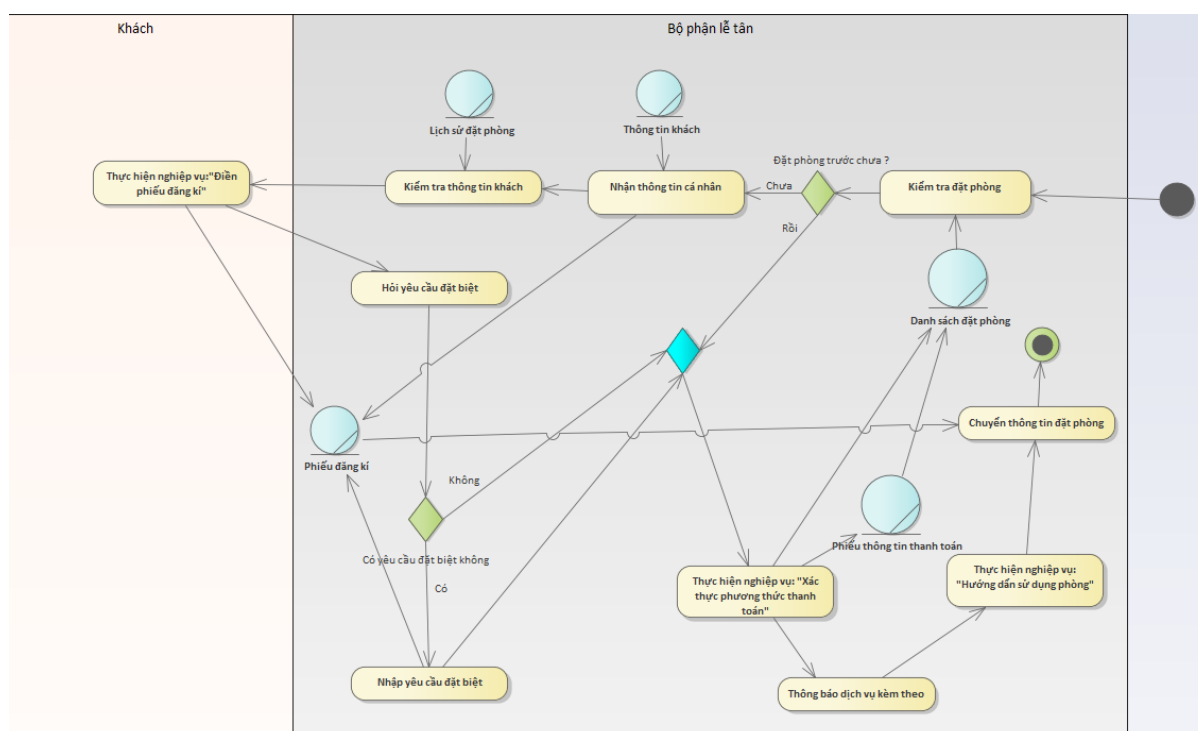 Khách
Bộ phận lễ tân
Lịch sử đặt phòng
Thông tin khách
Đặt phòng trước chưa ?
Thực hiện nghiệp vụ:"Điền
phiếu đăng kí"
Kiểm tra thông tin khách
Nhận thông tin cá nhân
Chưa
Kiểm tra đặt phòng
Rồi
Hỏi yêu cầu đặt biệt
Danh sách đặt phòng
Chuyển thông tin đặt phòng
Phiếu đăng kí
Không
Phiếu thông tin thanh toán
Có yêu cầu đặt biệt không
Có
Thực hiện nghiệp vụ: "Xác
thực phương thức thanh
toán"
Thực hiện nghiệp vụ:
"Hướng dẫn sử dụng phòng"
Nhập yêu cầu đặt biệt
Thông báo dịch vụ kèm theo